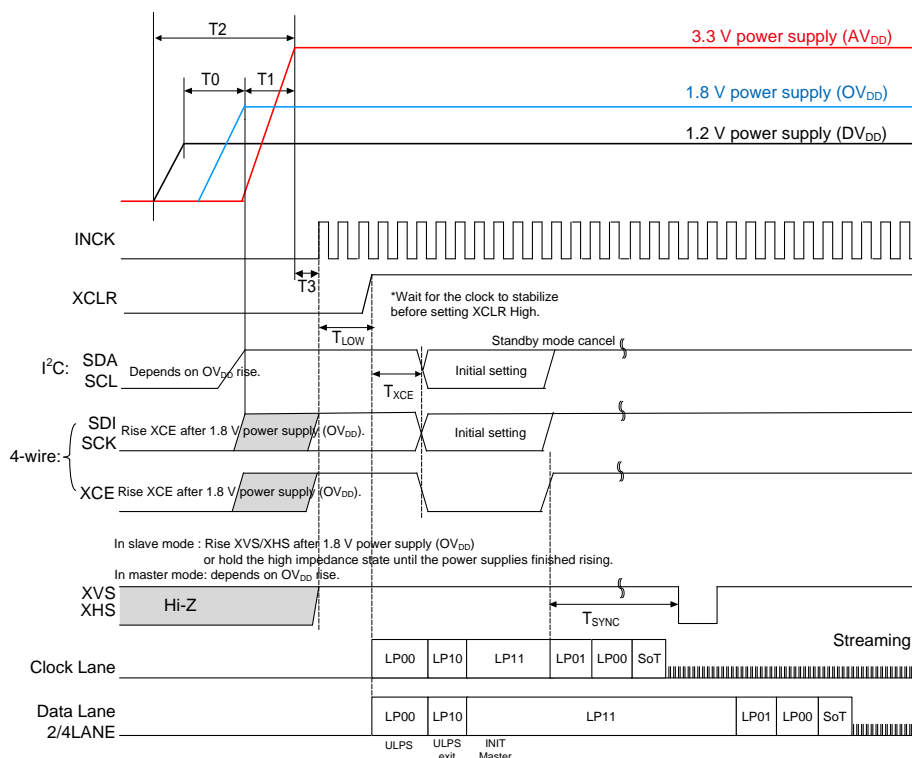 T2
3.3 V power supply (AVDD)
T0
T1
1.8 V power supply (OVDD)
1.2 V power supply (DVDD)
INCK
T3
XCLR
*Wait for the clock to stabilize
before setting XCLR High.
TLOW
Standby mode cancel
I2C:
SDA
SCL
Depends on OVDD rise.
TXCE
Initial setting
4-wire:
SDI
SCK
Rise XCE after 1.8 V power supply (OVDD).
Initial setting
XCE
Rise XCE after 1.8 V power supply (OVDD).
In slave mode : Rise XVS/XHS after 1.8 V power supply (OVDD)
or hold the high impedance state until the power supplies finished rising.
In master mode: depends on OVDD rise.
XVS
XHS
Hi-Z
TSYNC
Streaming
Clock Lane
LP00 LP10 LP11 LP01 LP00 SoT
Data Lane
2/4LANE
LP00 LP10 LP11 LP01 LP00 SoT
ULPS
ULPS
exit
INIT
Master